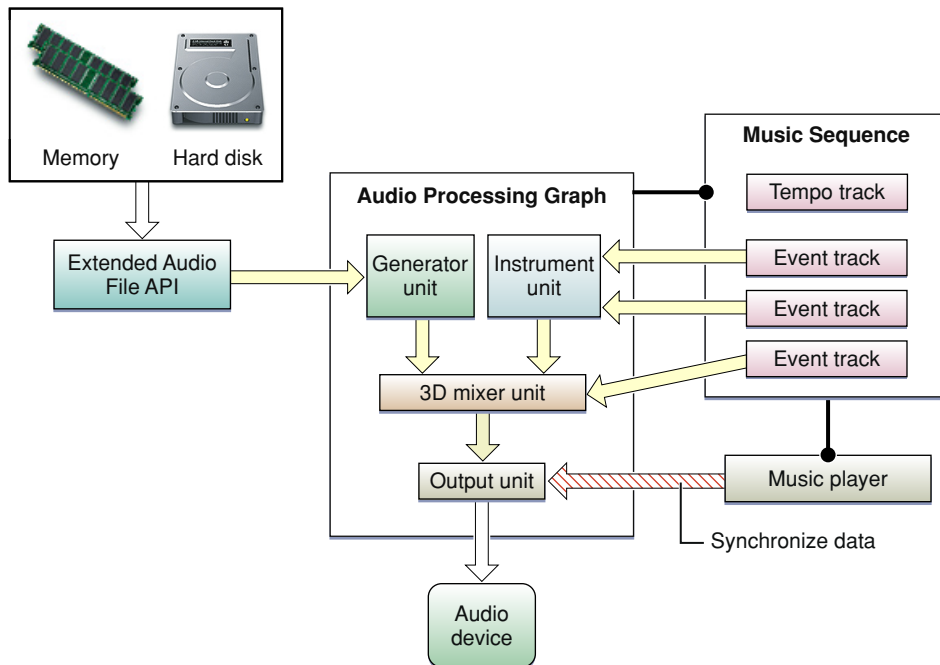 Memory
Hard disk
Extended Audio
File API
Audio Processing Graph
Generator
unit
Instrument
unit
3D mixer unit
Output unit
Audio
device
Music Sequence
Tempo track
Event track
Event track
Event track
Music player
Synchronize data